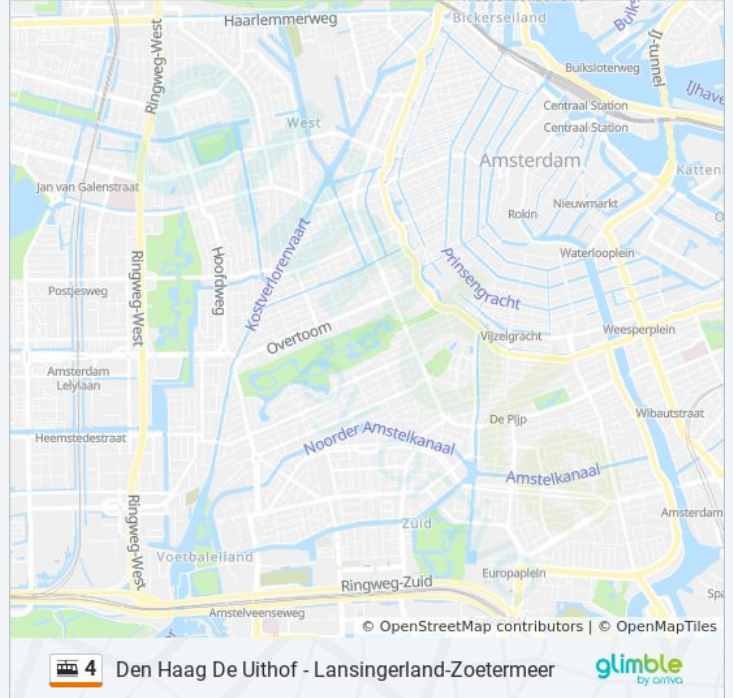 Haarlemmerweg
Bickerseiland
Ringweg-West
IJ-tunnel
Buiksloterweg
Centraal Station
Centraal Station
West
Amsterdam
Jan van Galenstraat
Rokin
Nieuwmarkt
Waterlooplein
Kostverlorenvaart
Hoofdweg
Ringweg-West
Prinsengracht
Postjesweg
Overtoom
Vijzelgracht
Weesperplein
Amsterdam
Lelylaan
De Pijp
Wibautstraat
Heemstedestraat
Noorder Amstelkanaal
Amstelkanaal
Ringweg-West
Amsterdam
Zuid
Voetbaleiland
Europaplein
Ringweg-Zuid
Amstelveenseweg
© OpenStreetMap contributors | © OpenMapTiles
4 Den Haag De Uithof - Lansingerland-Zoetermeer
glimble
by arriva